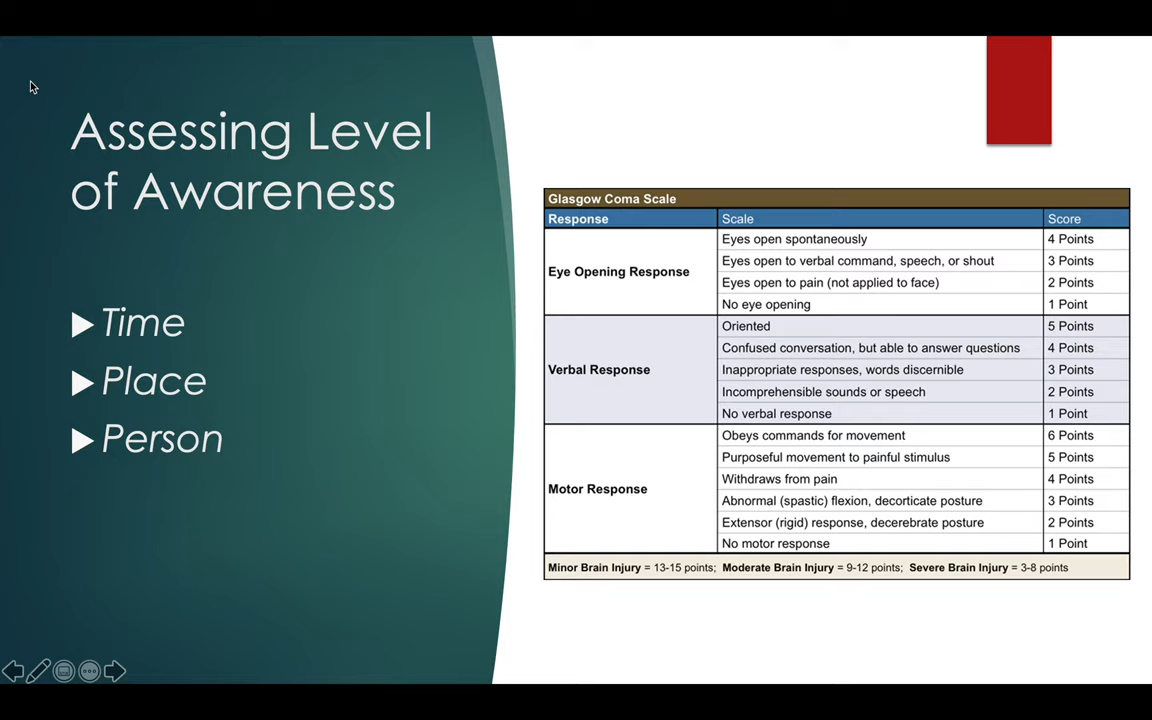 Assessing Level
of Awareness
Time
Place
Person
Glasgow Coma Scale
Response Scale Score
Eye Opening Response
Eyes open spontaneously 4 Points
Eyes open to verbal command, speech, or shout 3 Points
Eyes open to pain (not applied to face) 2 Points
No eye opening 1 Point
Verbal Response
Oriented 5 Points
Confused conversation, but able to answer questions 4 Points
Inappropriate responses, words discernible 3 Points
Incomprehensible sounds or speech 2 Points
No verbal response 1 Point
Motor Response
Obeys commands for movement 6 Points
Purposeful movement to painful stimulus 5 Points
Withdraws from pain 4 Points
Abnormal (spastic) flexion, decorticate posture 3 Points
Extensor (rigid) response, decerebrate posture 2 Points
No motor response 1 Point
Minor Brain Injury = 13-15 points; Moderate Brain Injury = 9-12 points; Severe Brain Injury = 3-8 points